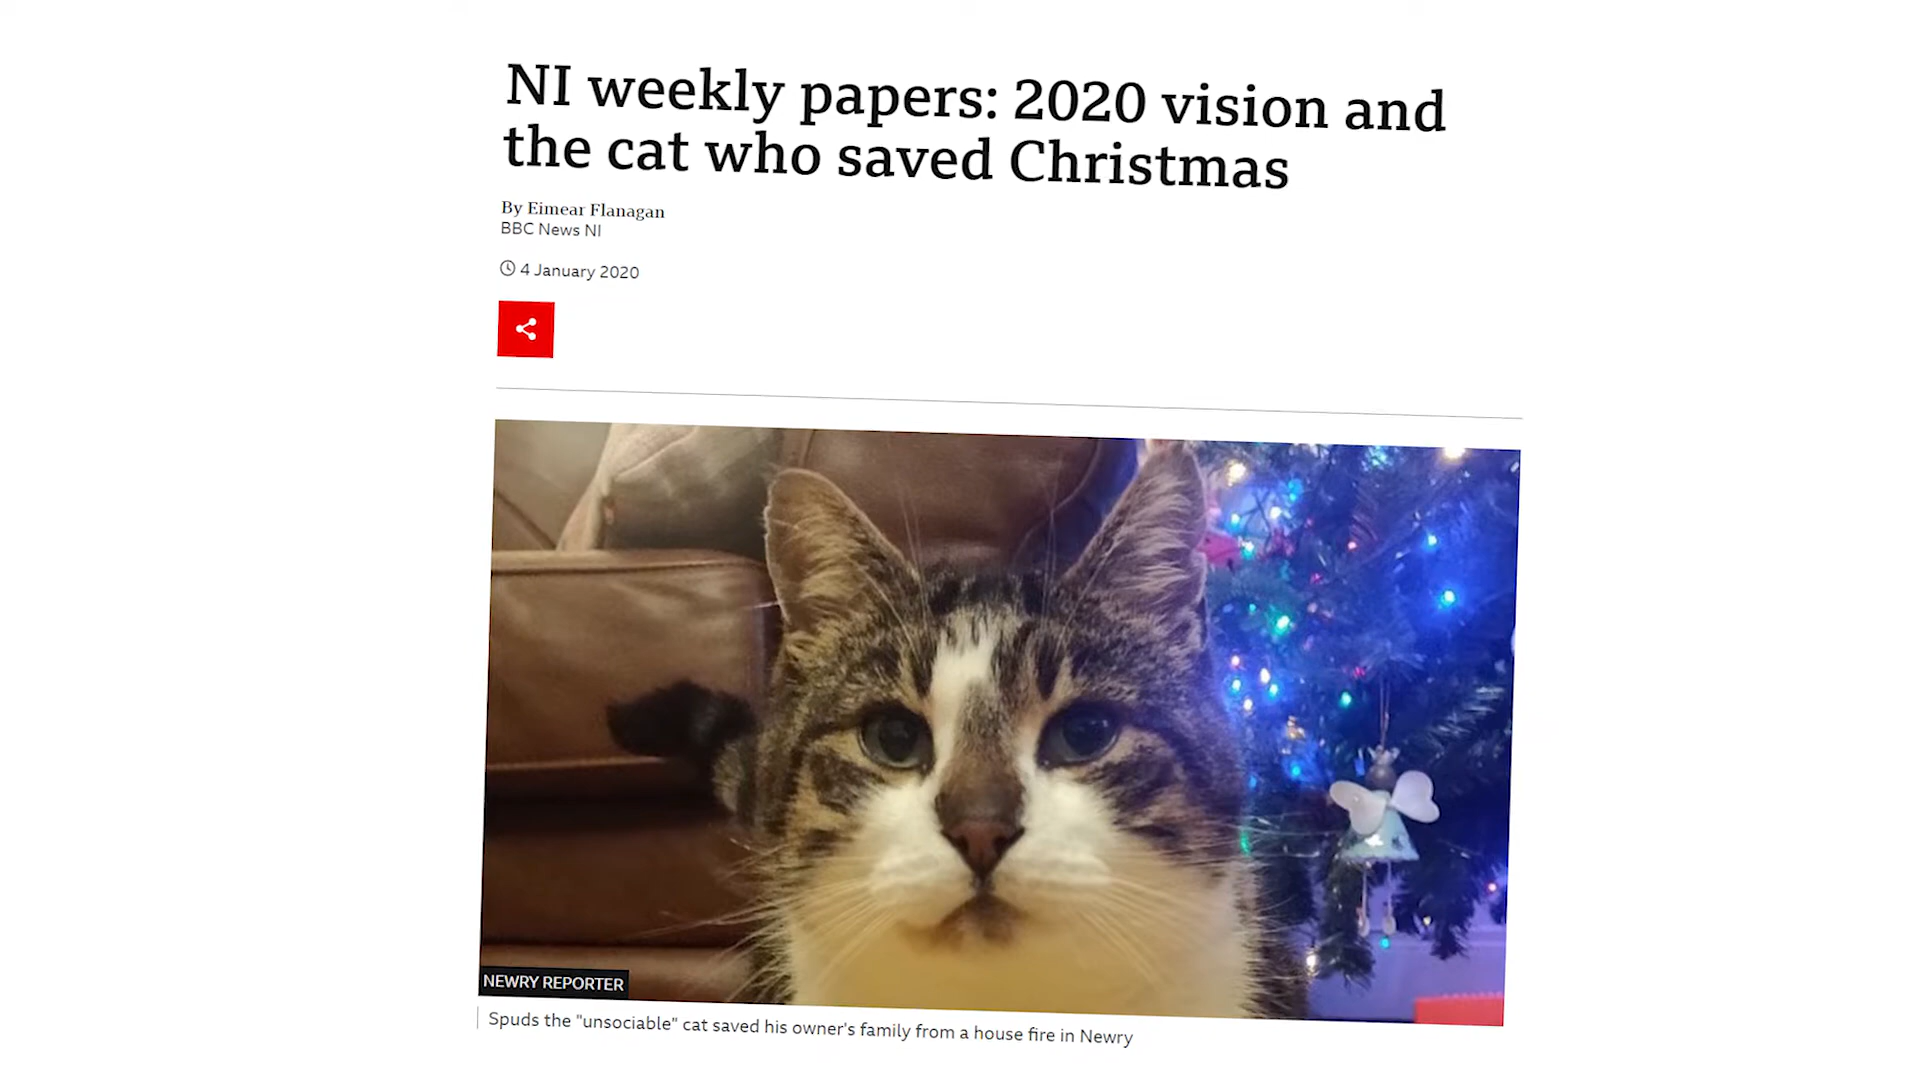 NI weekly papers: 2020 vision and
the cat who saved Christmas
By Eimear Flanagan
BBC News NI
4 January 2020
NEWRY REPORTER
Spuds the "unsociable" cat saved his owner's family from a house fire in Newry